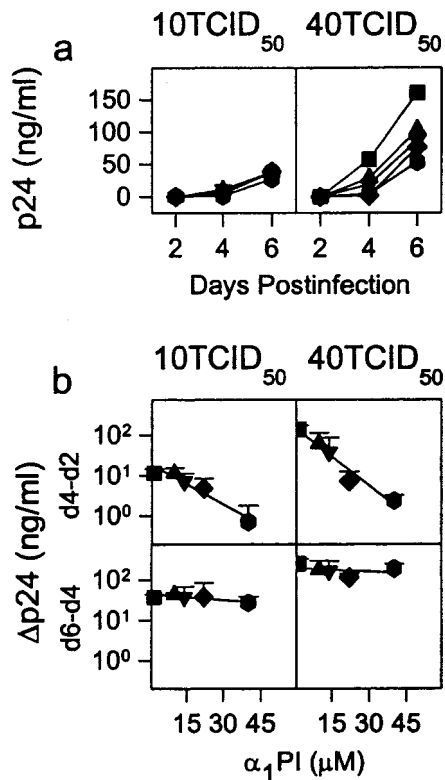 10TCID50 40TCID50
a
p24 (ng/ml)
150
100
50
0
2 4 6 2 4 6
Days Postinfection
10TCID50 40TCID50
b
Δp24 (ng/ml)
d4-d2
10²
10¹
10⁰
d6-d4
10²
10¹
10⁰
15 30 45 15 30 45
α₁PI (μM)